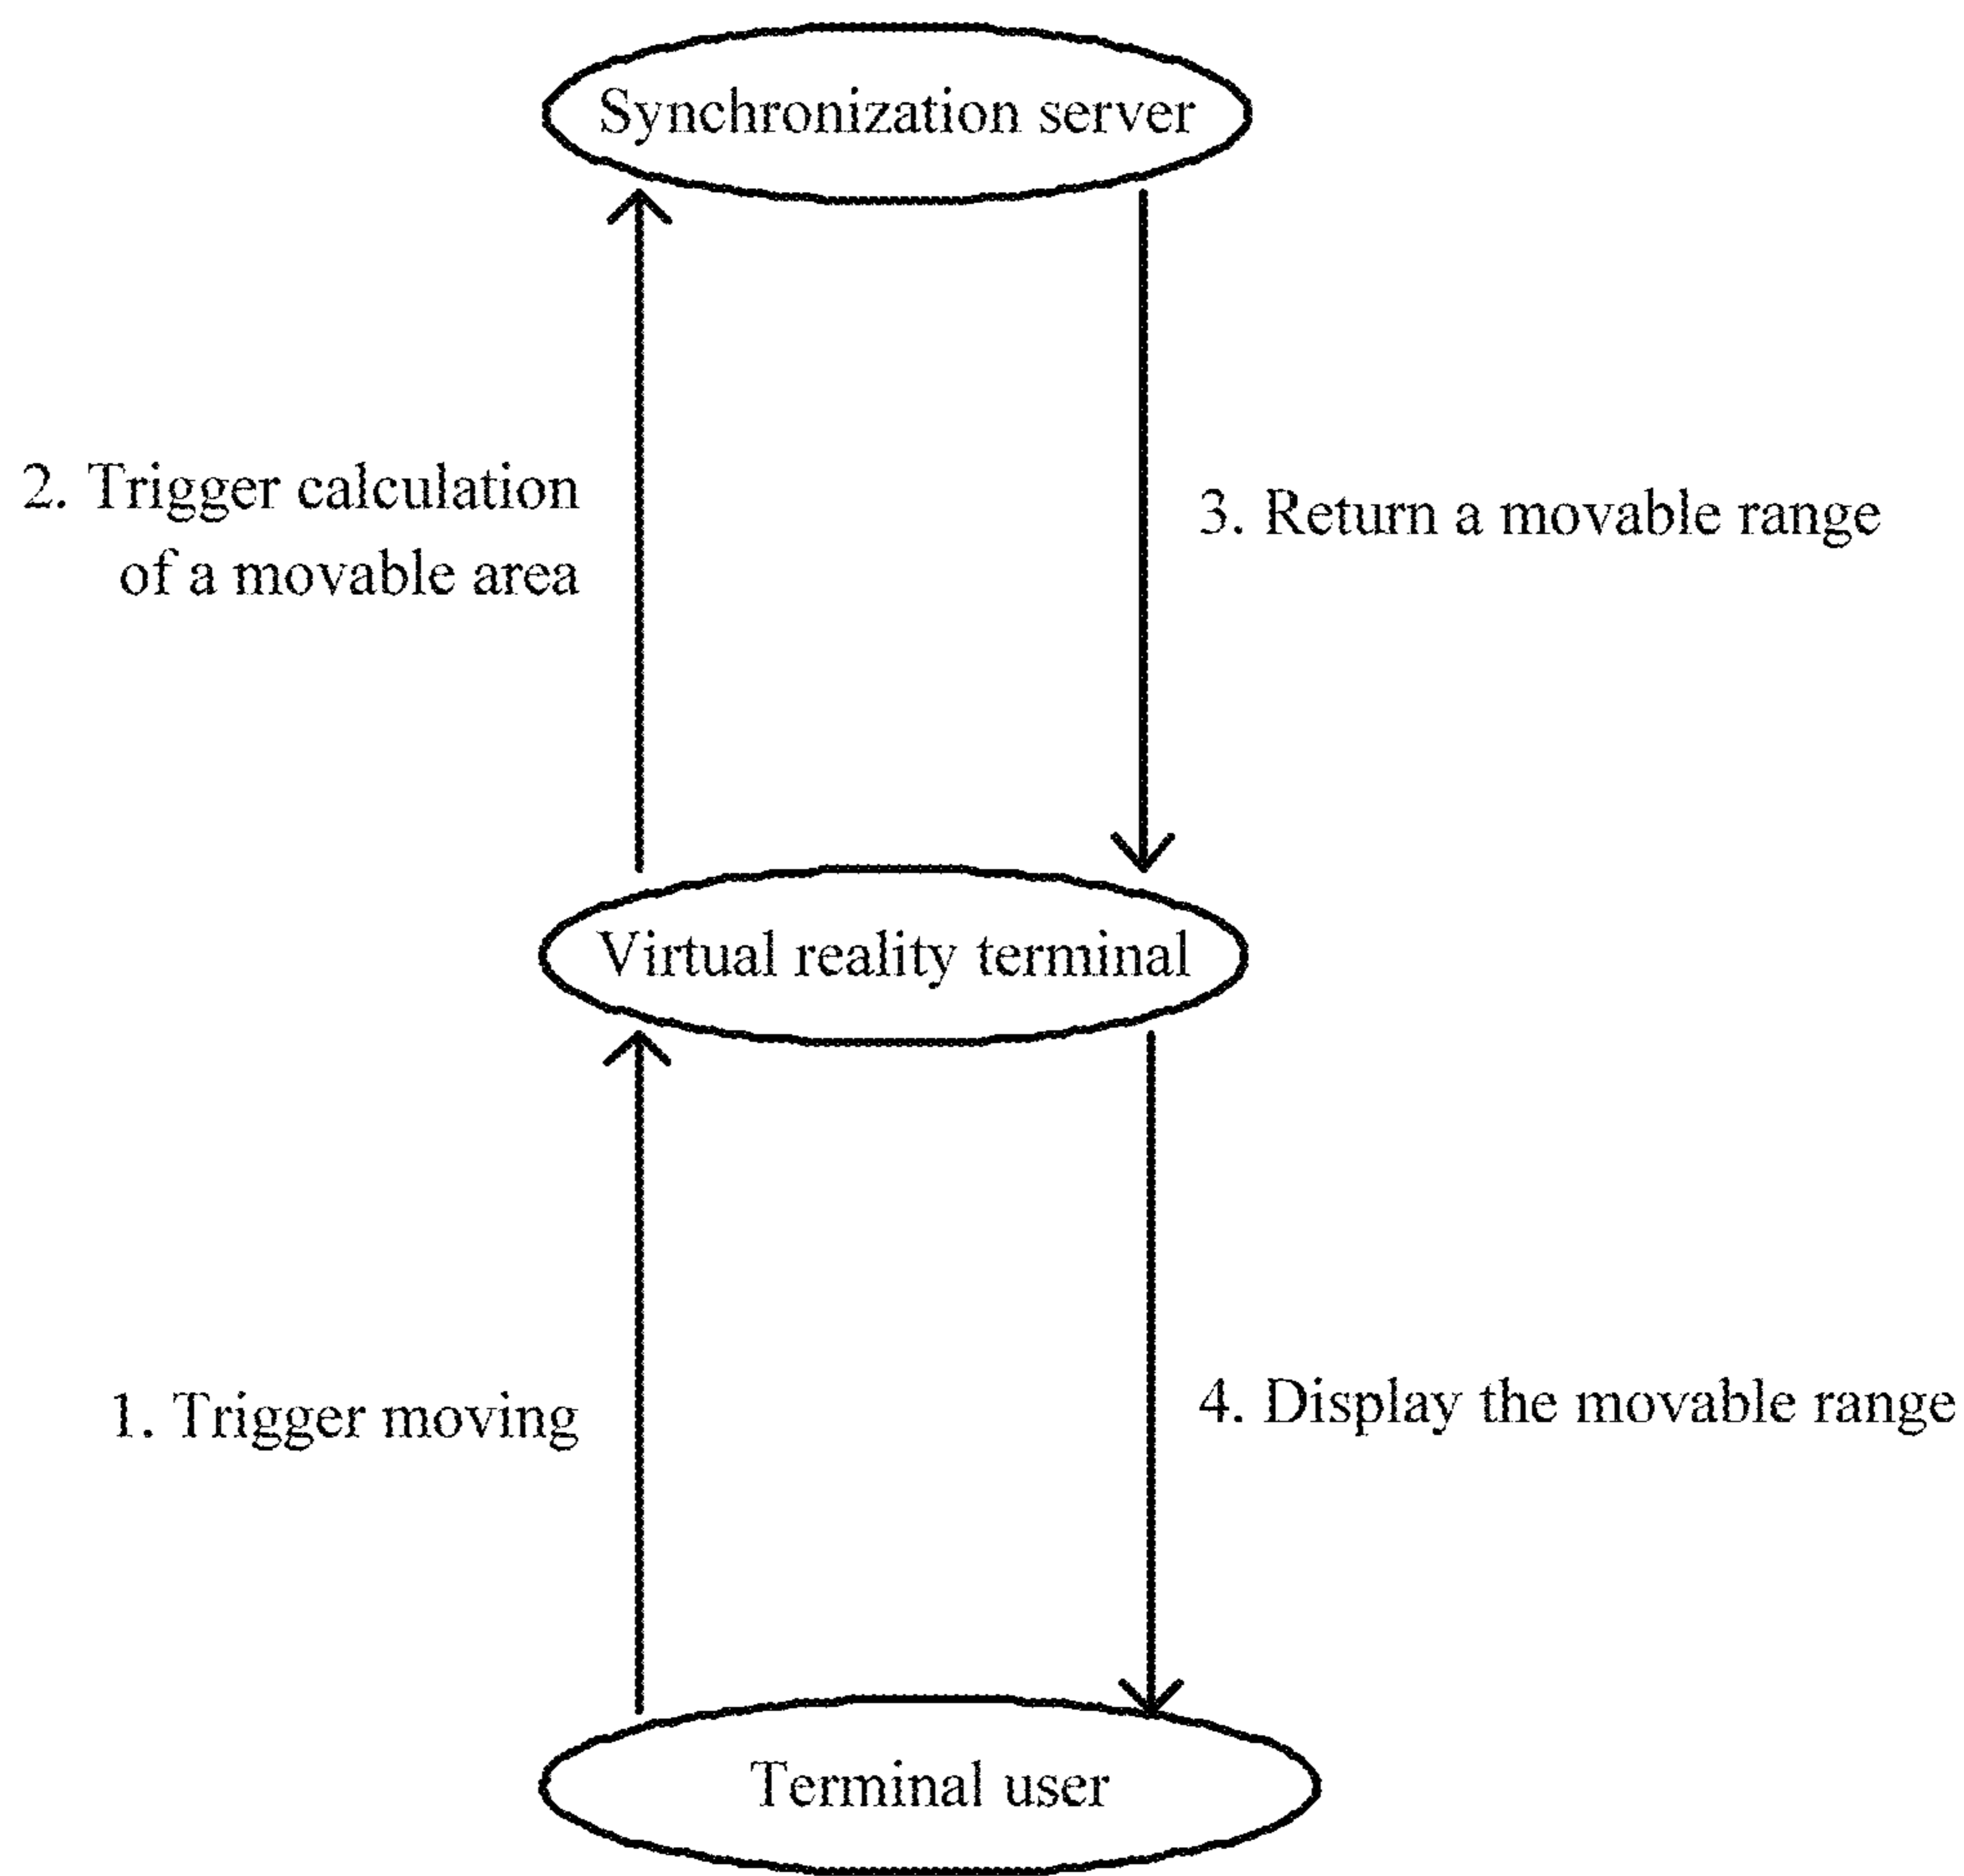 Synchronization server
2. Trigger calculation
of a movable area
3. Return a movable range
Virtual reality terminal
1. Trigger moving
4. Display the movable range
Terminal user